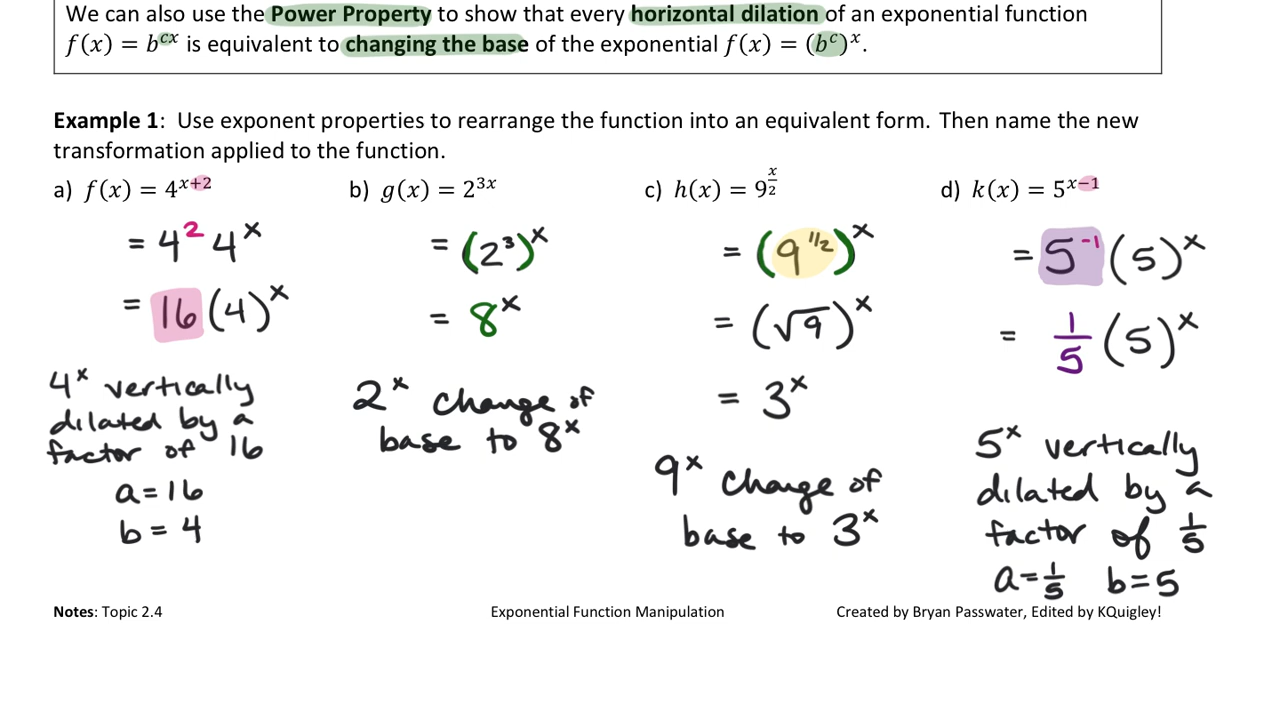 We can also use the Power Property to show that every horizontal dilation of an exponential function
f(x) = b^{cx} is equivalent to changing the base of the exponential f(x) = (b^c)^x.
Example 1: Use exponent properties to rearrange the function into an equivalent form. Then name the new
transformation applied to the function.
a) f(x) = 4^{x+2}
= 4^2 4^x
= 16(4)^x
4^x vertically
dilated by a
factor of 16
a=16
b=4
b) g(x) = 2^{3x}
= (2^3)^x
= 8^x
2^x change of
base to 8^x
c) h(x) = 9^{x/2}
= (9^{1/2})^x
= (√9)^x
= 3^x
9^x change of
base to 3^x
d) k(x) = 5^{x−1}
= 5^{-1}(5)^x
= 1/5 (5)^x
5^x vertically
dilated by a
factor of 1/5
a=1/5 b=5
Notes: Topic 2.4 Exponential Function Manipulation Created by Bryan Passwater, Edited by KQuigley!